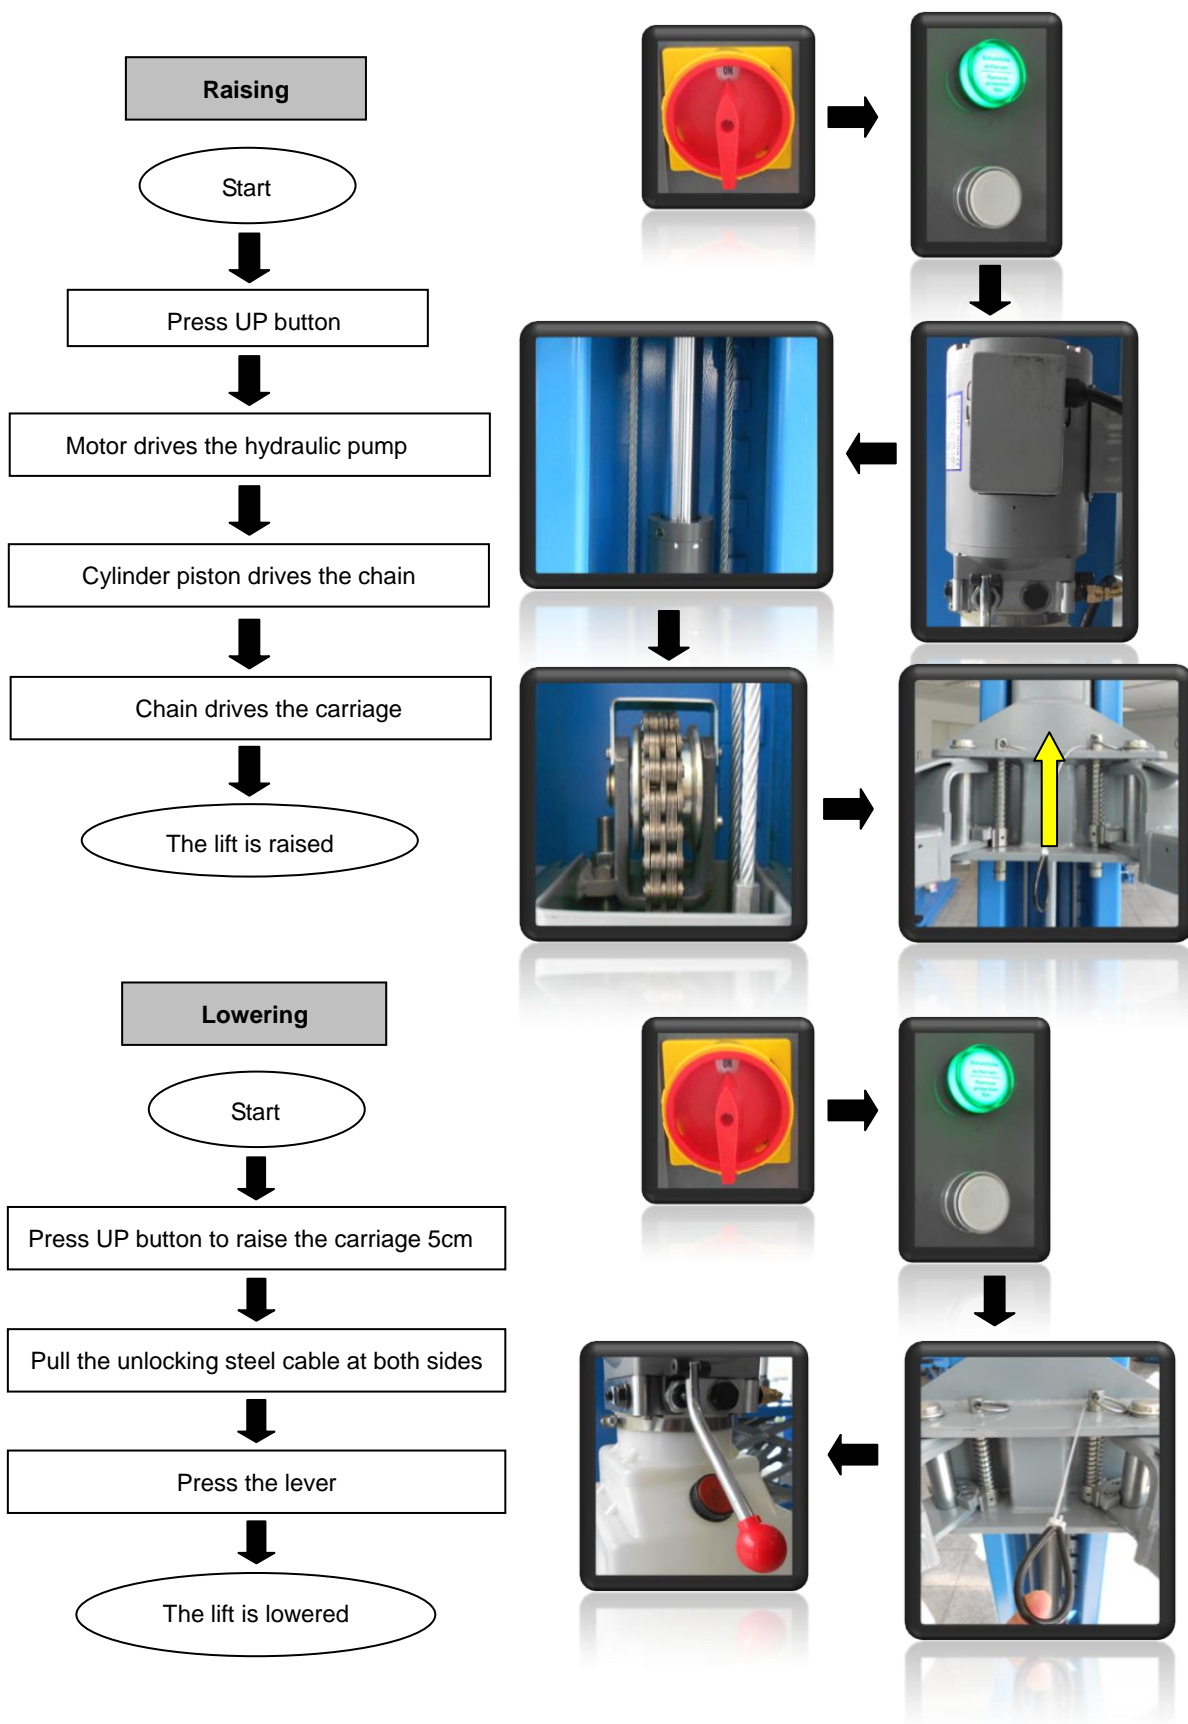 Raising
Start
Press UP button
Motor drives the hydraulic pump
Cylinder piston drives the chain
Chain drives the carriage
The lift is raised
ON
Lowering
Start
Press UP button to raise the carriage 5cm
Pull the unlocking steel cable at both sides
Press the lever
The lift is lowered
ON